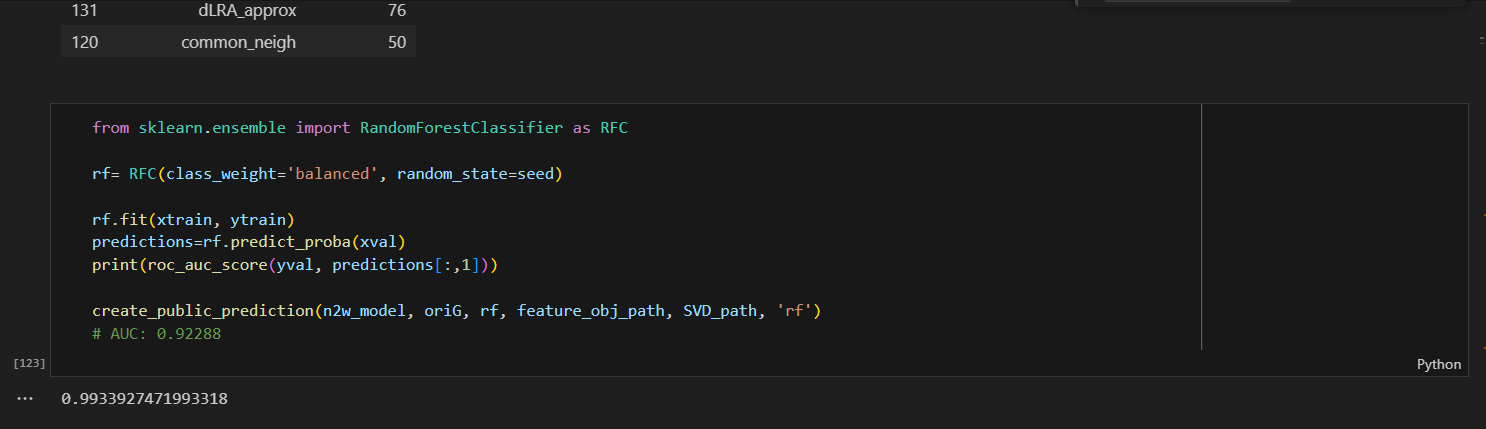 131 dLRA_approx 76
120 common_neigh 50
from sklearn.ensemble import RandomForestClassifier as RFC
rf= RFC(class_weight='balanced', random_state=seed)
rf.fit(xtrain, ytrain)
predictions=rf.predict_proba(xval)
print(roc_auc_score(yval, predictions[:,1]))
create_public_prediction(n2w_model, oriG, rf, feature_obj_path, SVD_path, 'rf')
# AUC: 0.92288
[123] Python
... 0.9933927471993318